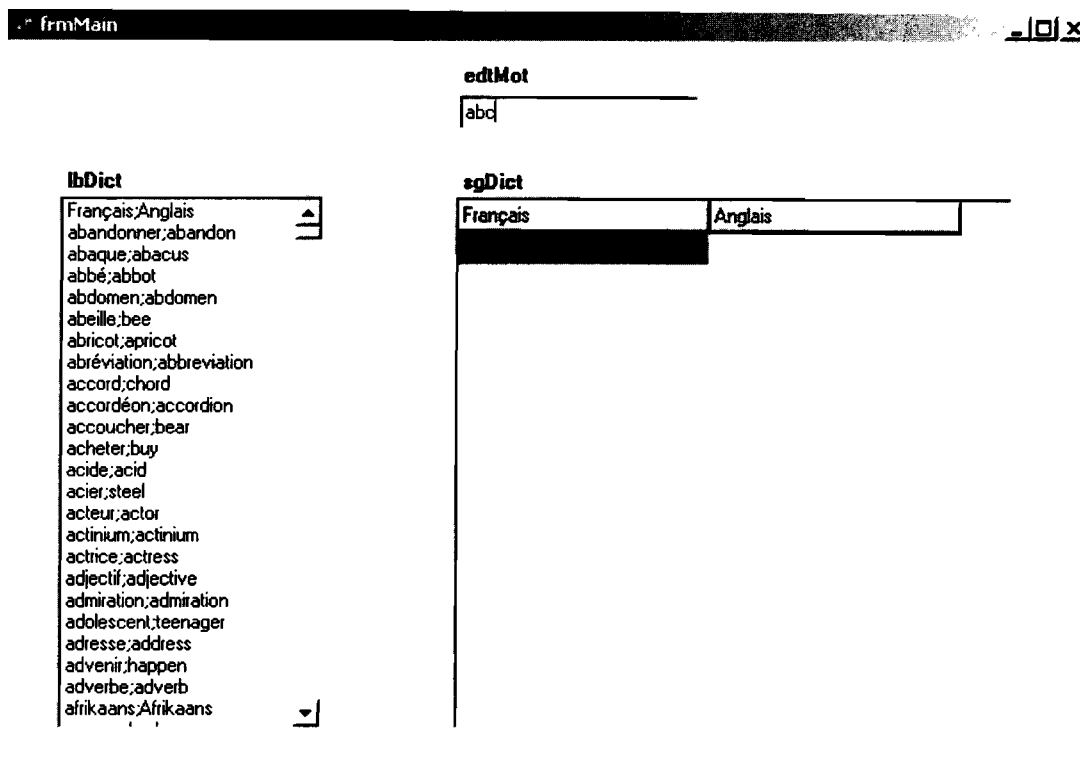 frmMain
edtMot
abc
lbDict
Français;Anglais
abandonner;abandon
abaque;abacus
abbé;abbot
abdomen;abdomen
abeille;bee
abricot;apricot
abréviation;abbreviation
accord;chord
accordéon;accordion
accoucher;bear
acheter;buy
acide;acid
acier;steel
acteur;actor
actinium;actinium
actrice;actress
adjectif;adjective
admiration;admiration
adolescent;teenager
adresse;address
advenir;happen
adverbe;adverb
afrikaans;Afrikaans
sgDict
Français Anglais